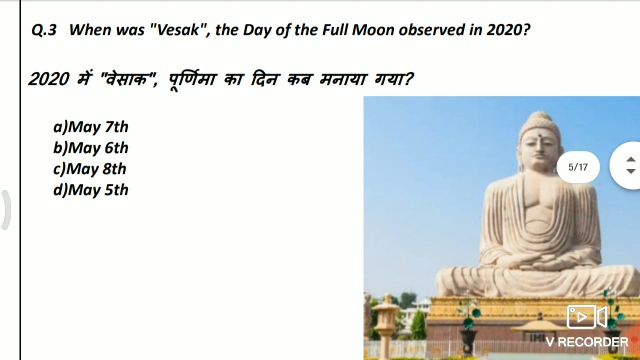 Q.3 When was "Vesak", the Day of the Full Moon observed in 2020?
2020 में "वेसाक", पूर्णिमा का दिन कब मनाया गया?
a)May 7th
b)May 6th
c)May 8th
d)May 5th
5/17
V RECORDER